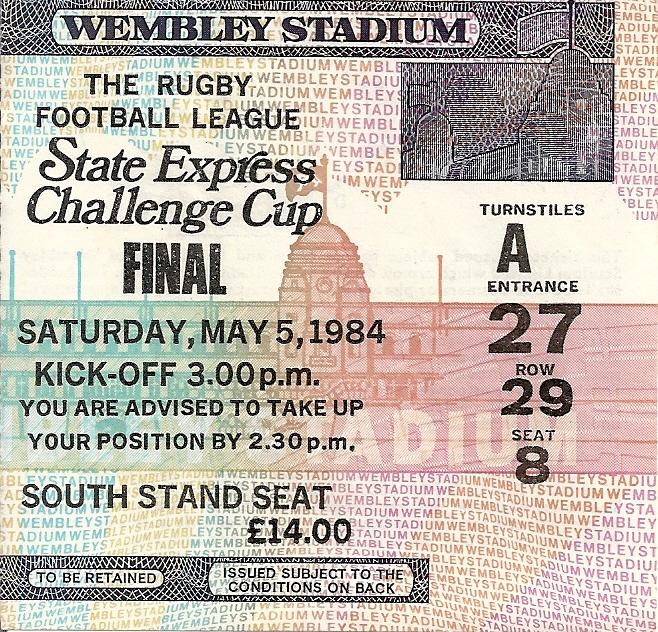 WEMBLEY STADIUM
THE RUGBY
FOOTBALL LEAGUE
State Express
Challenge Cup
FINAL
SATURDAY, MAY 5, 1984
KICK-OFF 3.00 p.m.
YOU ARE ADVISED TO TAKE UP
YOUR POSITION BY 2.30 p.m.
SOUTH STAND SEAT
£14.00
TURNSTILES
A
ENTRANCE
27
ROW
29
SEAT
8
STADIUM
TO BE RETAINED
ISSUED SUBJECT TO THE
CONDITIONS ON BACK